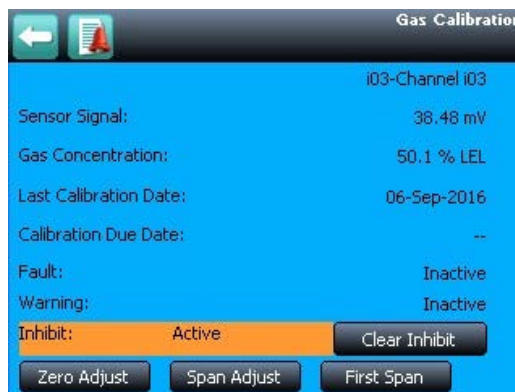 Gas Calibration
i03-Channel i03
Sensor Signal: 38.48 mV
Gas Concentration: 50.1 % LEL
Last Calibration Date: 06-Sep-2016
Calibration Due Date: --
Fault: Inactive
Warning: Inactive
Inhibit: Active Clear Inhibit
Zero Adjust Span Adjust First Span